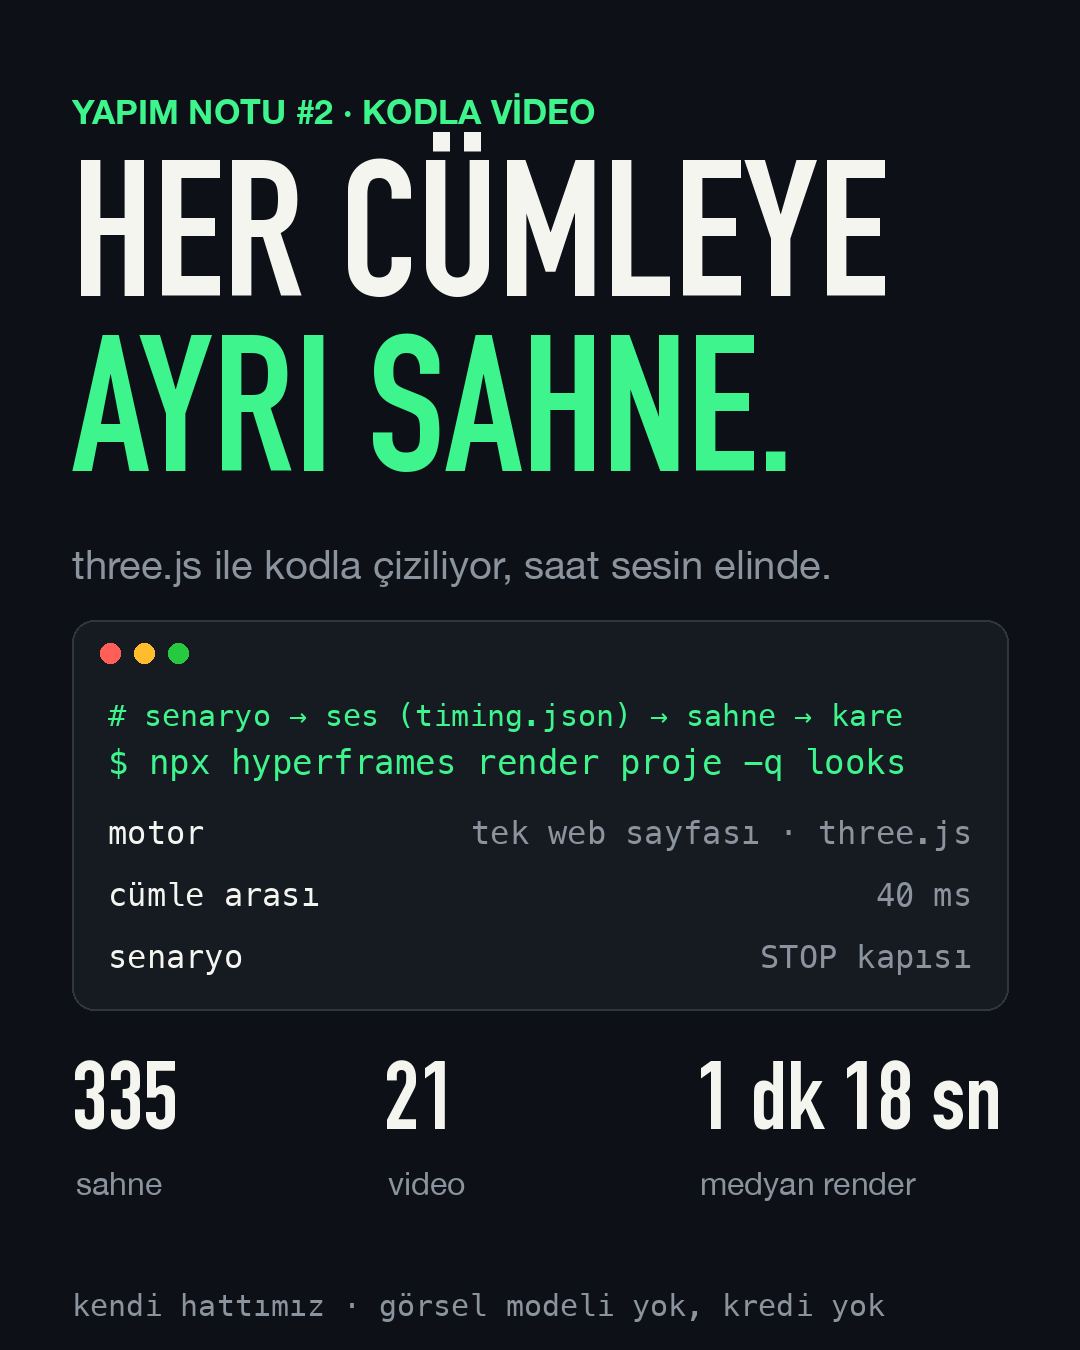 YAPIM NOTU #2 · KODLA VİDEO
HER CÜMLEYE
AYRI SAHNE.
three.js ile kodla çiziliyor, saat sesin elinde.
# senaryo → ses (timing.json) → sahne → kare
$ npx hyperframes render proje −q looks
motor tek web sayfası · three.js
cümle arası 40 ms
senaryo STOP kapısı
335 21 1 dk 18 sn
sahne video medyan render
kendi hattımız · görsel modeli yok, kredi yok